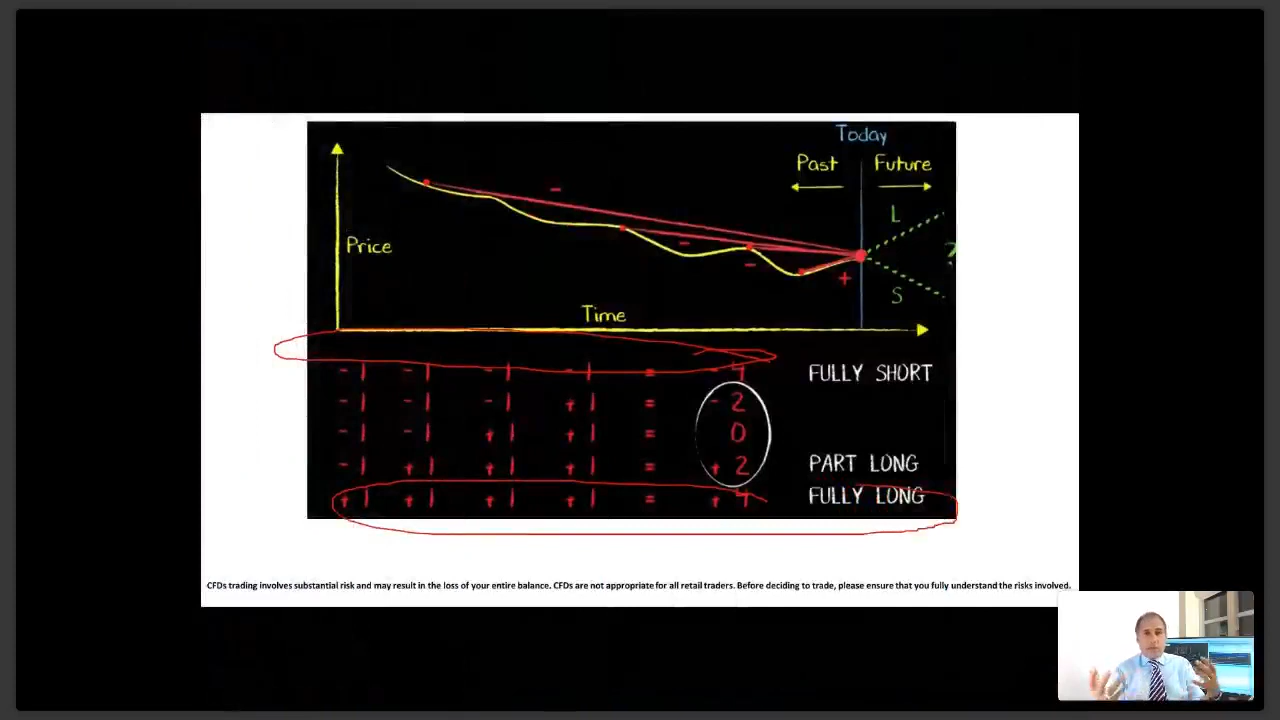 Today
Past Future
L
Price
S
Time
- 1 - 1 - 1 - 1 = - 4 FULLY SHORT
- 1 - 1 - 1 + 1 = - 2
- 1 - 1 + 1 + 1 = 0
- 1 + 1 + 1 + 1 = + 2 PART LONG
+ 1 + 1 + 1 + 1 = + 4 FULLY LONG
CFDs trading involves substantial risk and may result in the loss of your entire balance. CFDs are not appropriate for all retail traders. Before deciding to trade, please ensure that you fully understand the risks involved.